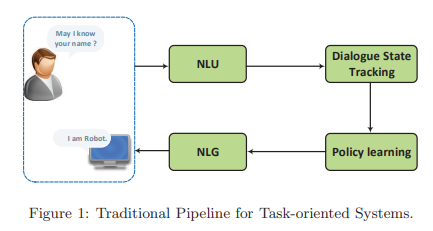 May I know
your name ?
NLU
Dialogue State
Tracking
I am Robot.
NLG
Policy learning
Figure 1: Traditional Pipeline for Task-oriented Systems.